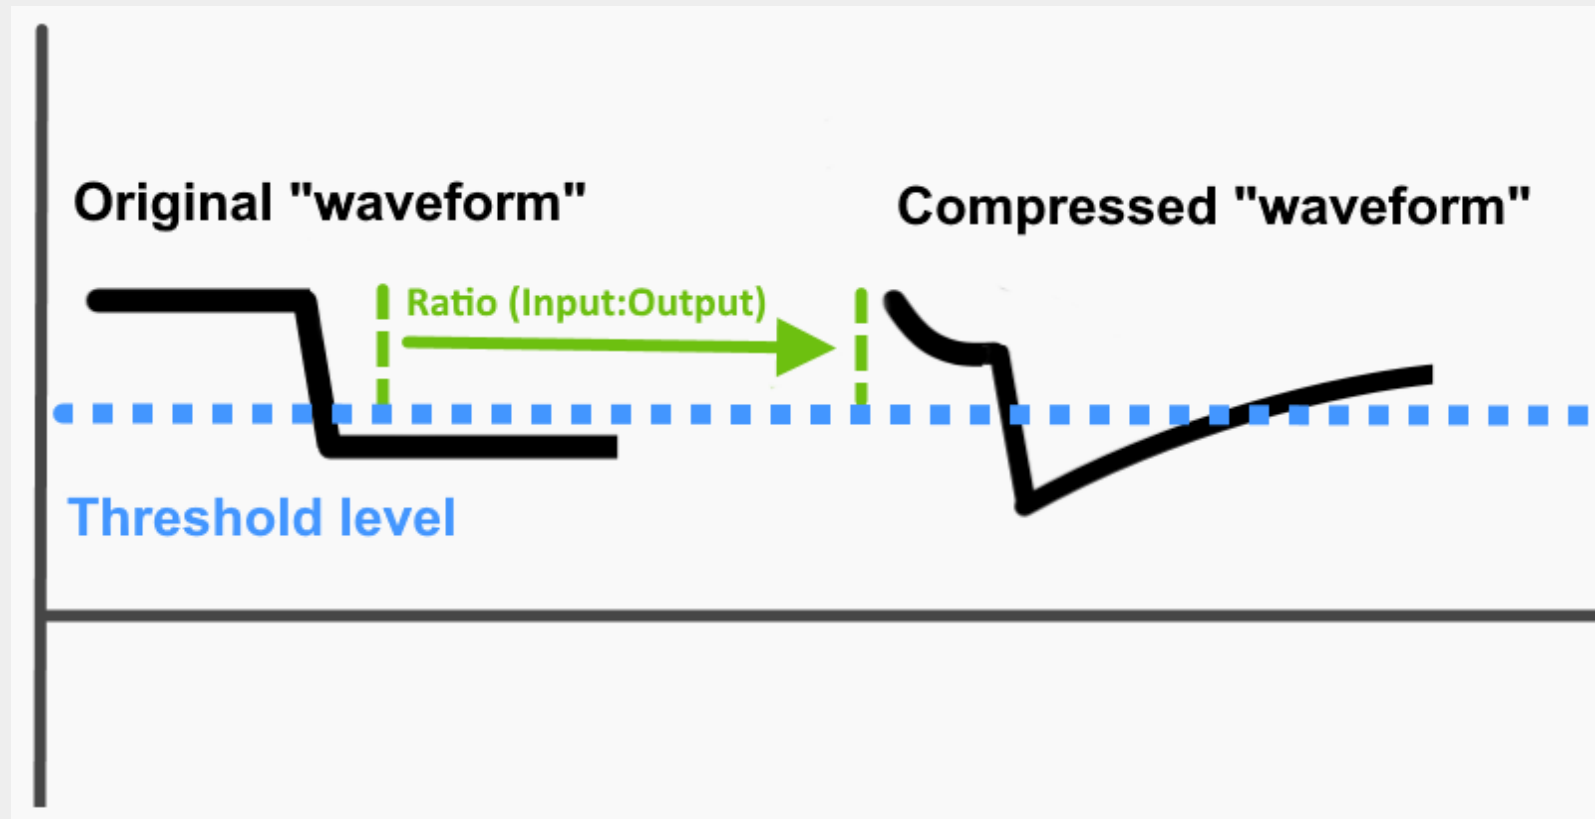 Original "waveform"
Compressed "waveform"
Ratio (Input:Output)
Threshold level